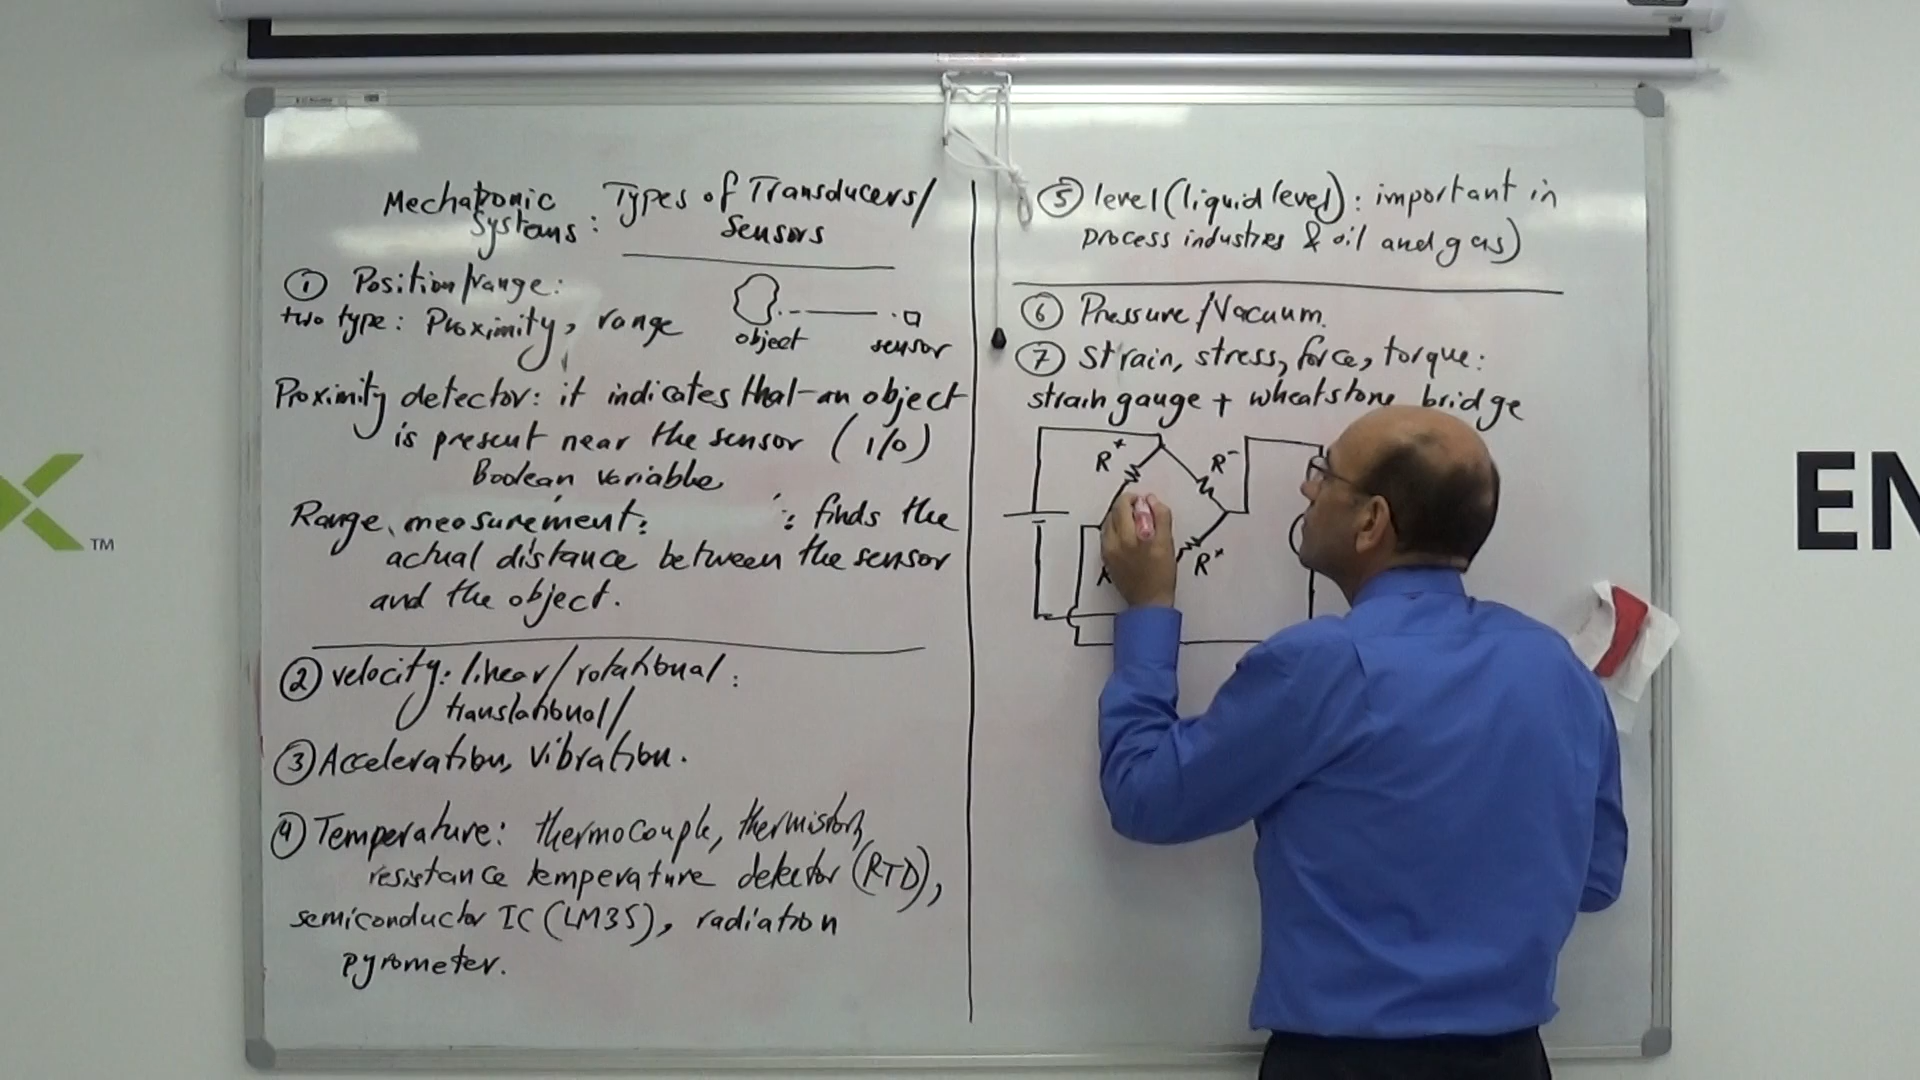 Mechatronic Types of Transducers/
Systems: Sensors
① Position/range:
two type: Proximity, range
object sensor
Proximity detector: it indicates that an object
is present near the sensor (1/0)
Boolean variable
Range measurement: : finds the
actual distance between the sensor
and the object.
② velocity: linear/rotational:
translational/
③ Acceleration, vibration.
④ Temperature: thermocouple, thermistor,
resistance temperature detector (RTD),
semiconductor IC (LM35), radiation
pyrometer.
⑤ level (liquid level): important in
process industries & oil and gas)
⑥ Pressure/Vacuum.
⑦ strain, stress, force, torque:
strain gauge + wheatstone bridge
R+ R-
R R+
TM
EN